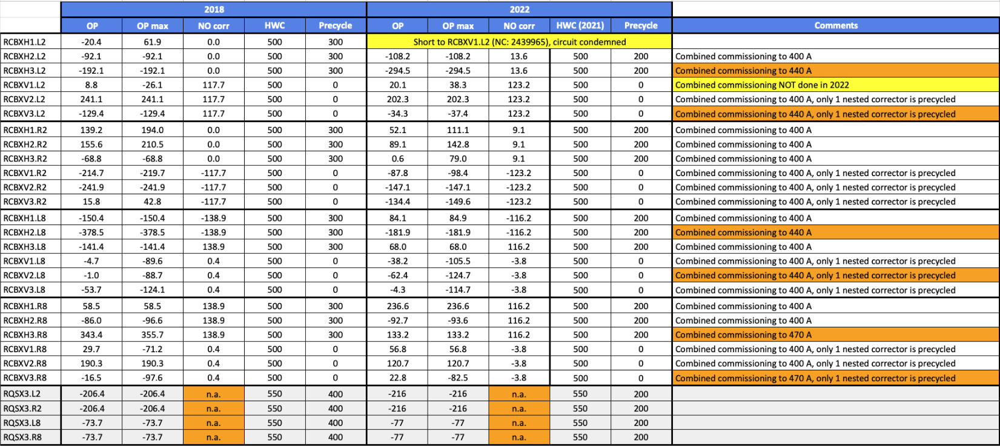 2018 2022
OP OP max NO corr HWC Precycle OP OP max NO corr HWC (2021) Precycle Comments
RCBXH1.L2 -20.4 61.9 0.0 500 300 Short to RCBXV1.L2 (NC: 2439965), circuit condemned
RCBXH2.L2 -92.1 -92.1 0.0 500 300 -108.2 -108.2 13.6 500 200 Combined commissioning to 400 A
RCBXH3.L2 -192.1 -192.1 0.0 500 300 -294.5 -294.5 13.6 500 200 Combined commissioning to 440 A
RCBXV1.L2 8.8 -26.1 117.7 500 0 20.1 38.3 123.2 500 0 Combined commissioning NOT done in 2022
RCBXV2.L2 241.1 241.1 117.7 500 0 202.3 202.3 123.2 500 0 Combined commissioning to 400 A, only 1 nested corrector is precycled
RCBXV3.L2 -129.4 -129.4 117.7 500 0 -34.3 -37.4 123.2 500 0 Combined commissioning to 440 A, only 1 nested corrector is precycled
RCBXH1.R2 139.2 194.0 0.0 500 300 52.1 111.1 9.1 500 200 Combined commissioning to 400 A
RCBXH2.R2 155.6 210.5 0.0 500 300 89.1 142.8 9.1 500 200 Combined commissioning to 400 A
RCBXH3.R2 -68.8 -68.8 0.0 500 300 0.6 79.0 9.1 500 200 Combined commissioning to 400 A
RCBXV1.R2 -214.7 -219.7 -117.7 500 0 -87.8 -98.4 -123.2 500 0 Combined commissioning to 400 A, only 1 nested corrector is precycled
RCBXV2.R2 -241.9 -241.9 -117.7 500 0 -147.1 -147.1 -123.2 500 0 Combined commissioning to 400 A, only 1 nested corrector is precycled
RCBXV3.R2 15.8 42.8 -117.7 500 0 -134.4 -149.6 -123.2 500 0 Combined commissioning to 400 A, only 1 nested corrector is precycled
RCBXH1.L8 -150.4 -150.4 -138.9 500 300 84.1 84.9 -116.2 500 200 Combined commissioning to 400 A
RCBXH2.L8 -378.5 -378.5 -138.9 500 300 -181.9 -181.9 -116.2 500 200 Combined commissioning to 440 A
RCBXH3.L8 -141.4 -141.4 138.9 500 300 68.0 68.0 116.2 500 200 Combined commissioning to 400 A
RCBXV1.L8 -4.7 -89.6 0.4 500 0 -38.2 -105.5 -3.8 500 0 Combined commissioning to 400 A, only 1 nested corrector is precycled
RCBXV2.L8 -1.0 -88.7 0.4 500 0 -62.4 -124.7 -3.8 500 0 Combined commissioning to 440 A, only 1 nested corrector is precycled
RCBXV3.L8 -53.7 -124.1 0.4 500 0 -4.3 -114.7 -3.8 500 0 Combined commissioning to 400 A, only 1 nested corrector is precycled
RCBXH1.R8 58.5 58.5 138.9 500 300 236.6 236.6 116.2 500 200 Combined commissioning to 400 A
RCBXH2.R8 -86.0 -96.6 138.9 500 300 -92.7 -93.6 116.2 500 200 Combined commissioning to 400 A
RCBXH3.R8 343.4 355.7 138.9 500 300 133.2 133.2 116.2 500 200 Combined commissioning to 470 A
RCBXV1.R8 29.7 -71.2 0.4 500 0 56.8 56.8 -3.8 500 0 Combined commissioning to 400 A, only 1 nested corrector is precycled
RCBXV2.R8 190.3 190.3 0.4 500 0 120.7 120.7 -3.8 500 0 Combined commissioning to 400 A, only 1 nested corrector is precycled
RCBXV3.R8 -16.5 -97.6 0.4 500 0 22.8 -82.5 -3.8 500 0 Combined commissioning to 470 A, only 1 nested corrector is precycled
RQSX3.L2 -206.4 -206.4 n.a. 550 400 -216 -216 n.a. 550 200
RQSX3.R2 -206.4 -206.4 n.a. 550 400 -216 -216 n.a. 550 200
RQSX3.L8 -73.7 -73.7 n.a. 550 400 -77 -77 n.a. 550 200
RQSX3.R8 -73.7 -73.7 n.a. 550 400 -77 -77 n.a. 550 200